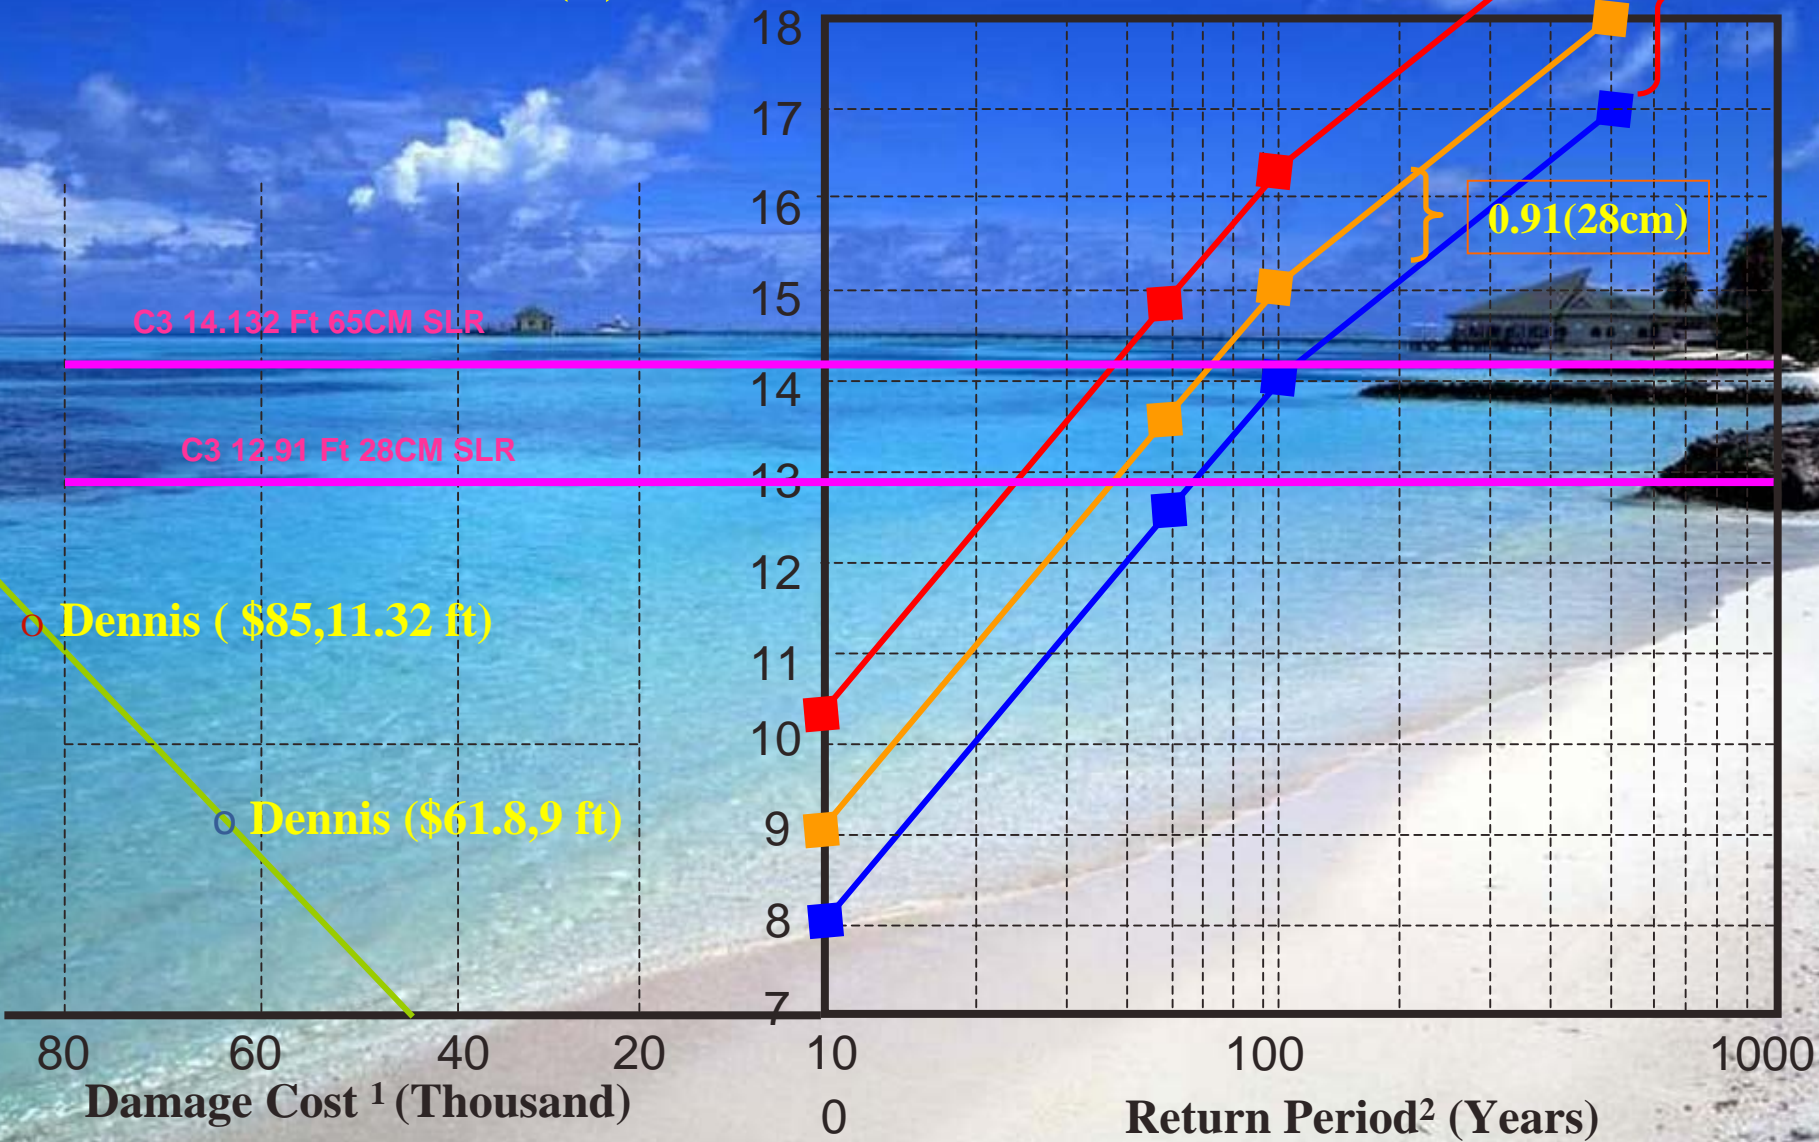 18
17
16
0.91(28cm)
15
C3 14.132 Ft 65CM SLR
14
C3 12.91 Ft 28CM SLR
13
12
Dennis ( $85,11.32 ft)
11
10
Dennis ($61.8,9 ft)
9
8
7
80 60 40 20 10 100 1000
Damage Cost ¹ (Thousand)
0 Return Period² (Years)